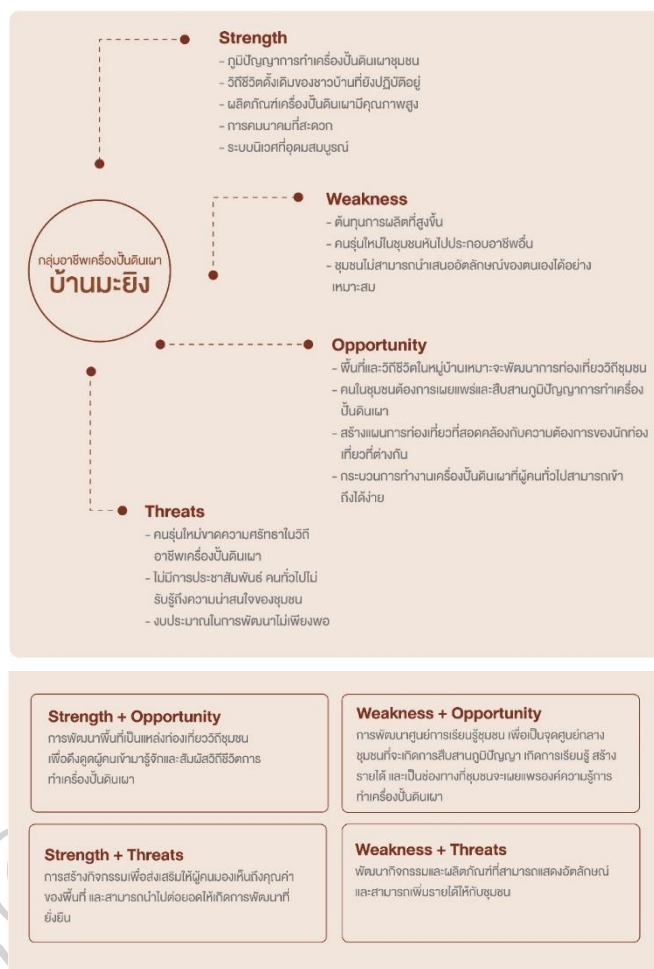 Strength
- ภูมิปัญญาการทำเครื่องปั้นดินเผาชุมชน
- วิถีชีวิตดั้งเดิมของชาวบ้านที่ยังปฏิบัติอยู่
- ผลิตภัณฑ์เครื่องปั้นดินเผามีคุณภาพสูง
- การคมนาคมที่สะดวก
- ระบบนิเวศที่อุดมสมบูรณ์
กลุ่มอาชีพเครื่องปั้นดินเผา
บ้านมะยิง
Weakness
- ต้นทุนการผลิตที่สูงขึ้น
- คนรุ่นใหม่ในชุมชนหันไปประกอบอาชีพอื่น
- ชุมชนไม่สามารถนำเสนออัตลักษณ์ของตนเองได้อย่าง
เหมาะสม
Opportunity
- พื้นที่และวิถีชีวิตในหมู่บ้านเหมาะจะพัฒนาการท่องเที่ยววิถีชุมชน
- คนในชุมชนต้องการเผยแพร่และสืบสานภูมิปัญญาการทำเครื่อง
ปั้นดินเผา
- สร้างแผนการท่องเที่ยวที่สอดคล้องกับความต้องการของนักท่อง
เที่ยวที่ต่างกัน
- กระบวนการทำงานเครื่องปั้นดินเผาที่ผู้คนทั่วไปสามารถเข้า
ถึงได้ง่าย
Threats
- คนรุ่นใหม่ขาดความศรัทธาในวิถี
อาชีพเครื่องปั้นดินเผา
- ไม่มีการประชาสัมพันธ์ คนทั่วไปไม่
รับรู้ถึงความน่าสนใจของชุมชน
- งบประมาณในการพัฒนาไม่เพียงพอ
Strength + Opportunity
การพัฒนาพื้นที่เป็นแหล่งท่องเที่ยววิถีชุมชน
เพื่อดึงดูดผู้คนเข้ามารู้จักและสัมผัสวิถีชีวิตการ
ทำเครื่องปั้นดินเผา
Weakness + Opportunity
การพัฒนาศูนย์การเรียนรู้ชุมชน เพื่อเป็นจุดศูนย์กลาง
ชุมชนที่จะเกิดการสืบสานภูมิปัญญา เกิดการเรียนรู้ สร้าง
รายได้ และเป็นช่องทางที่ชุมชนจะเผยแพรองค์ความรู้การ
ทำเครื่องปั้นดินเผา
Strength + Threats
การสร้างกิจกรรมเพื่อส่งเสริมให้ผู้คนมองเห็นถึงคุณค่า
ของพื้นที่ และสามารถนำไปต่อยอดให้เกิดการพัฒนาที่
ยั่งยืน
Weakness + Threats
พัฒนากิจกรรมและผลิตภัณฑ์ที่สามารถแสดงอัตลักษณ์
และสามารถเพิ่มรายได้ให้กับชุมชน